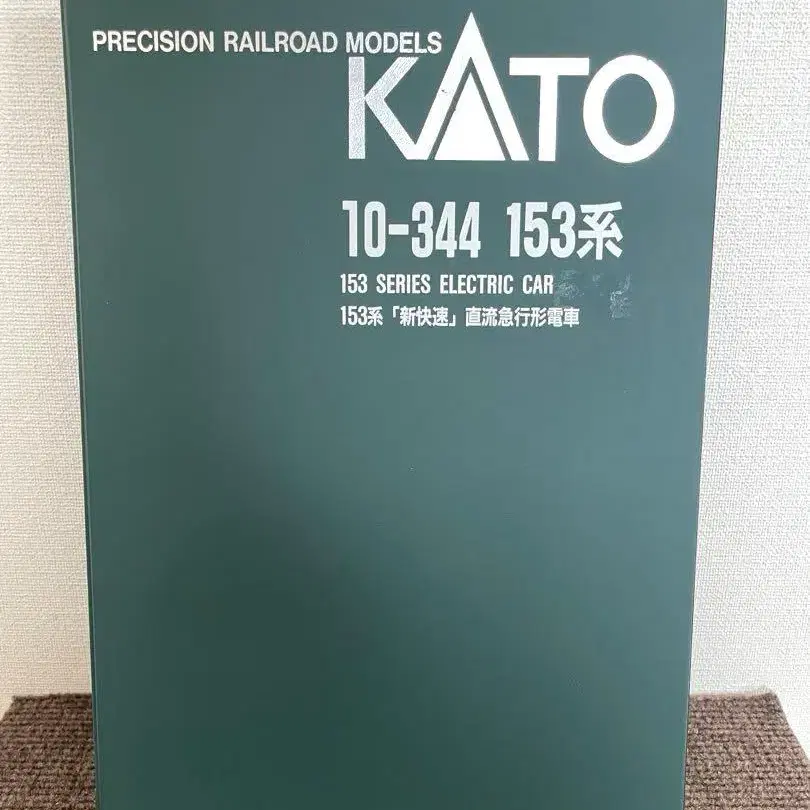 PRECISION RAILROAD MODELS
KATO
10-344 153系
153 SERIES ELECTRIC CAR
153系「新快速」直流急行形電車